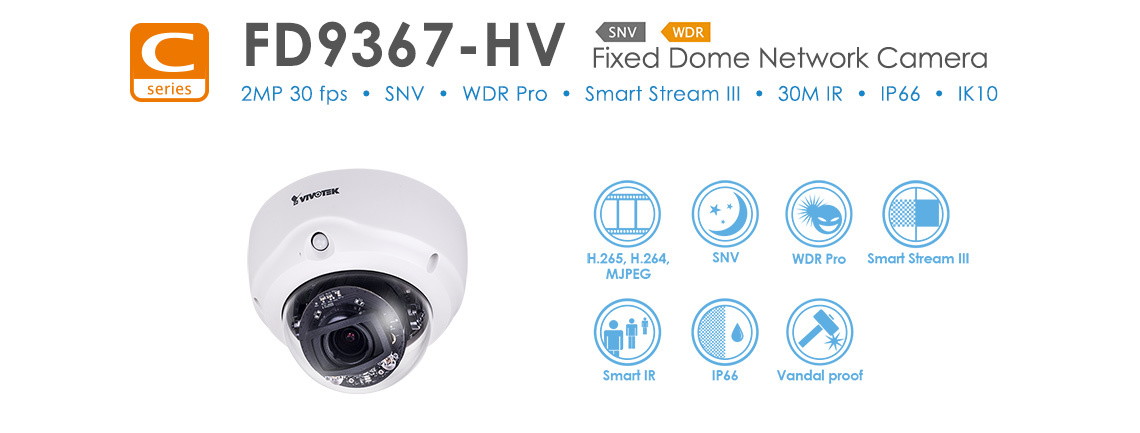 C
series
FD9367-HV
SNV
WDR
Fixed Dome Network Camera
2MP 30 fps • SNV • WDR Pro • Smart Stream III • 30M IR • IP66 • IK10
VIVOTEK
H.265, H.264,
MJPEG
SNV
WDR Pro
Smart Stream III
Smart IR
IP66
Vandal proof